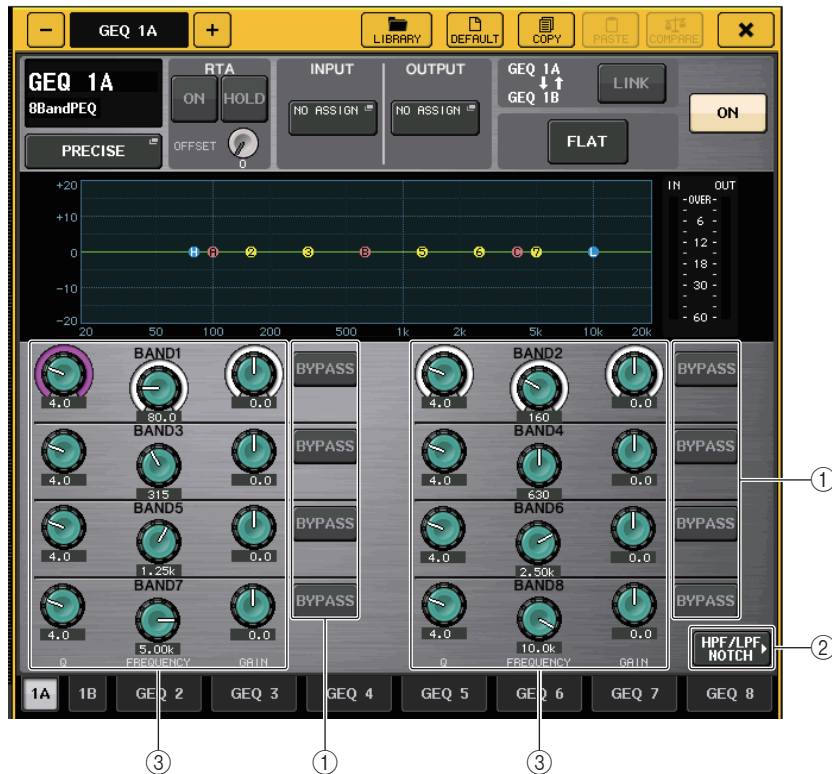 − GEQ 1A + LIBRARY DEFAULT COPY PASTE COMPARE ×
GEQ 1A
8BandPEQ
PRECISE
RTA
ON HOLD
OFFSET
0
INPUT
NO ASSIGN
OUTPUT
NO ASSIGN
GEQ 1A
↓↑
GEQ 1B
LINK
FLAT
ON
+20
+10
0
−10
−20
H A 2 3 B 5 6 C 7 L
20 50 100 200 500 1k 2k 5k 10k 20k
IN OUT
-OVER-
- 6 -
- 12 -
- 18 -
- 30 -
- 60 -
BAND1
4.0 80.0 0.0
BYPASS
BAND2
4.0 160 0.0
BYPASS
BAND3
4.0 315 0.0
BYPASS
BAND4
4.0 630 0.0
BYPASS
BAND5
4.0 1.25k 0.0
BYPASS
BAND6
4.0 2.50k 0.0
BYPASS
BAND7
4.0 5.00k 0.0
BYPASS
BAND8
4.0 10.0k 0.0
BYPASS
Q FREQUENCY GAIN
Q FREQUENCY GAIN
HPF/LPF
NOTCH
1A 1B GEQ 2 GEQ 3 GEQ 4 GEQ 5 GEQ 6 GEQ 7 GEQ 8
①
②
③ ① ③